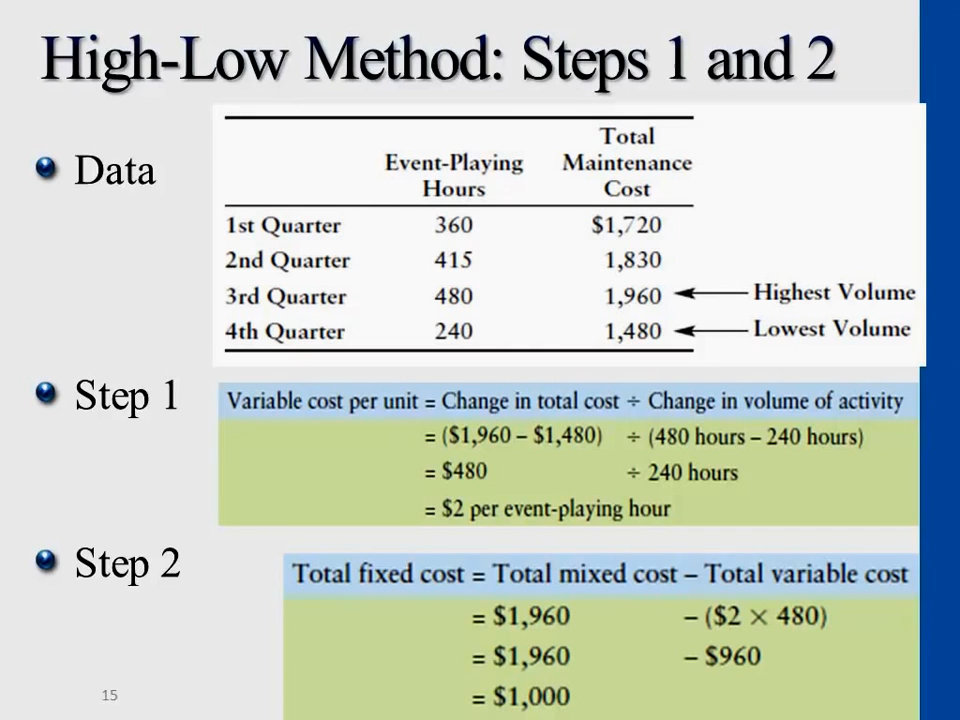 High-Low Method: Steps 1 and 2
Data
Total
Event-Playing Maintenance
Hours Cost
1st Quarter 360 $1,720
2nd Quarter 415 1,830
3rd Quarter 480 1,960 Highest Volume
4th Quarter 240 1,480 Lowest Volume
Step 1
Variable cost per unit = Change in total cost ÷ Change in volume of activity
= ($1,960 – $1,480) ÷ (480 hours – 240 hours)
= $480 ÷ 240 hours
= $2 per event-playing hour
Step 2
Total fixed cost = Total mixed cost – Total variable cost
= $1,960 – ($2 × 480)
= $1,960 – $960
= $1,000
15